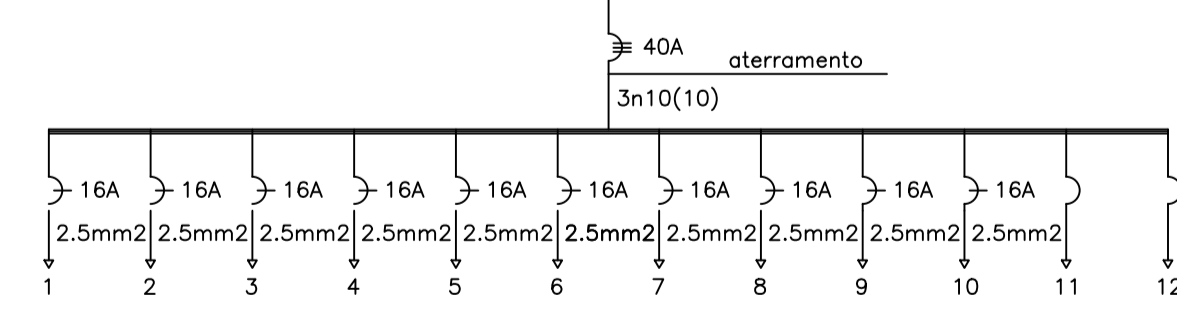 40A
aterramento
3n10(10)
16A 16A 16A 16A 16A 16A 16A 16A 16A 16A
2.5mm2 2.5mm2 2.5mm2 2.5mm2 2.5mm2 2.5mm2 2.5mm2 2.5mm2 2.5mm2 2.5mm2
1 2 3 4 5 6 7 8 9 10 11 12